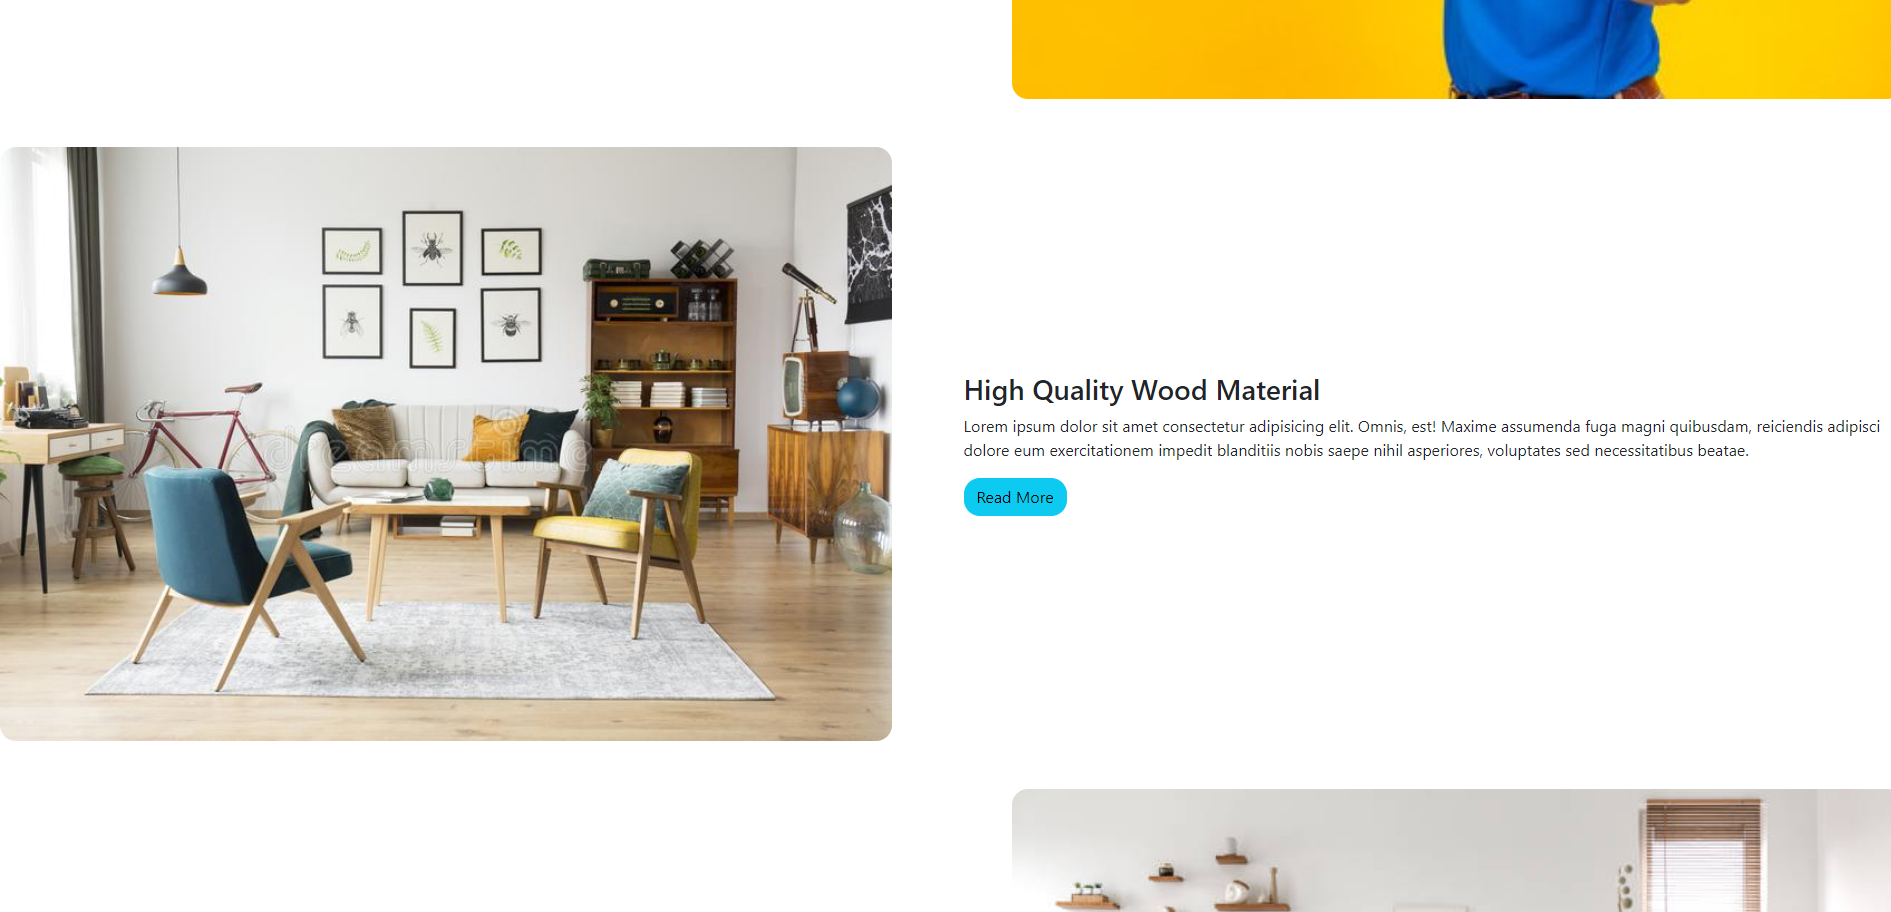 High Quality Wood Material
Lorem ipsum dolor sit amet consectetur adipisicing elit. Omnis, est! Maxime assumenda fuga magni quibusdam, reiciendis adipisci
dolore eum exercitationem impedit blanditiis nobis saepe nihil asperiores, voluptates sed necessitatibus beatae.
Read More
dreamstime